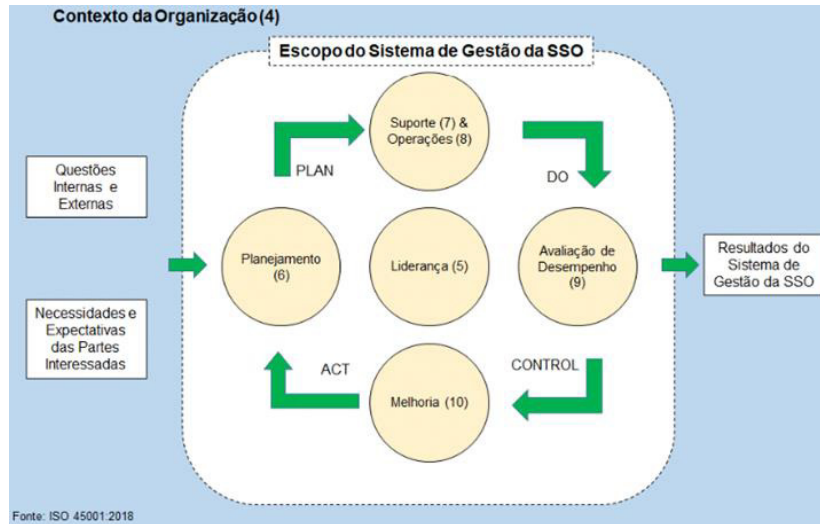 Contexto da Organização (4)
Escopo do Sistema de Gestão da SSO
Suporte (7) &
Operações (8)
PLAN
DO
Questões
Internas e
Externas
Planejamento
(6)
Liderança (5)
Avaliação de
Desempenho
(9)
Resultados do
Sistema de
Gestão da SSO
Necessidades e
Expectativas
das Partes
Interessadas
ACT
CONTROL
Melhoria (10)
Fonte: ISO 45001:2018